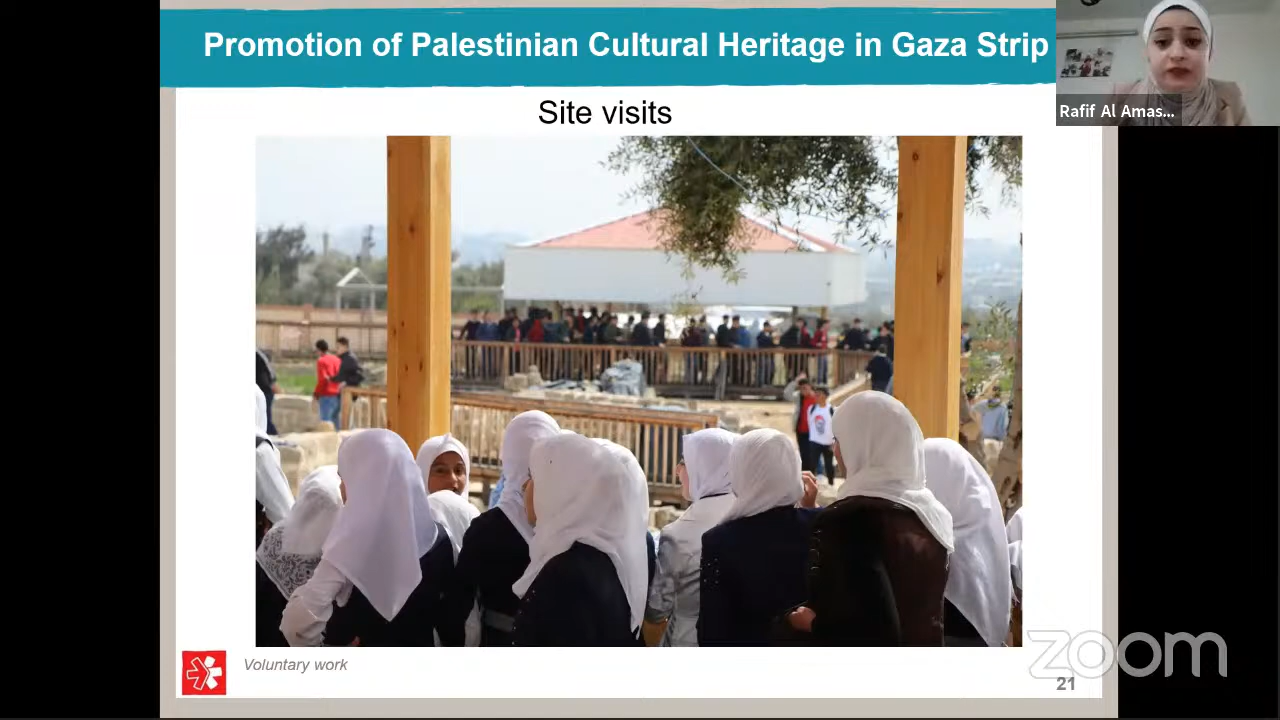 Promotion of Palestinian Cultural Heritage in Gaza Strip
Rafif Al Amas...
Site visits
Voluntary work
zoom
21